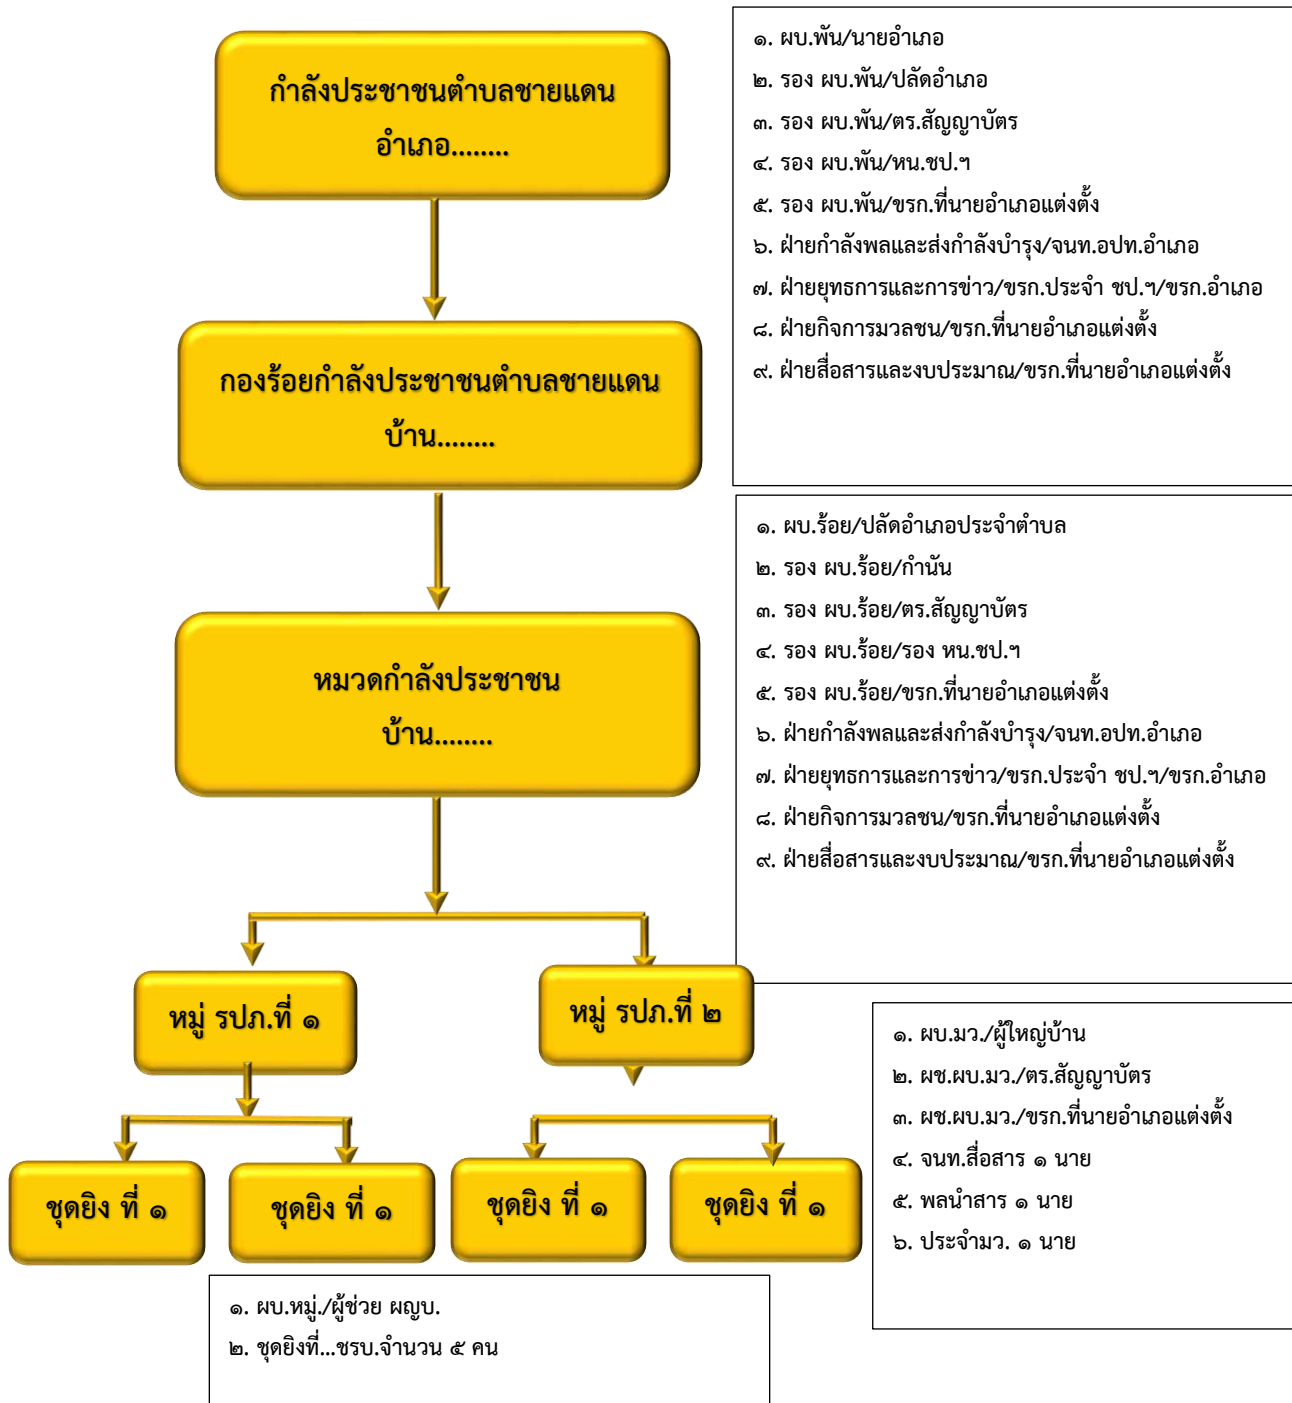 กำลังประชาชนตำบลชายแดน
อำเภอ........
๑. ผบ.พัน/นายอำเภอ
๒. รอง ผบ.พัน/ปลัดอำเภอ
๓. รอง ผบ.พัน/ตร.สัญญาบัตร
๔. รอง ผบ.พัน/หน.ชป.ฯ
๕. รอง ผบ.พัน/ขรก.ที่นายอำเภอแต่งตั้ง
๖. ฝ่ายกำลังพลและส่งกำลังบำรุง/จนท.อปท.อำเภอ
๗. ฝ่ายยุทธการและการข่าว/ขรก.ประจำ ชป.ฯ/ขรก.อำเภอ
๘. ฝ่ายกิจการมวลชน/ขรก.ที่นายอำเภอแต่งตั้ง
๙. ฝ่ายสื่อสารและงบประมาณ/ขรก.ที่นายอำเภอแต่งตั้ง
กองร้อยกำลังประชาชนตำบลชายแดน
บ้าน........
๑. ผบ.ร้อย/ปลัดอำเภอประจำตำบล
๒. รอง ผบ.ร้อย/กำนัน
๓. รอง ผบ.ร้อย/ตร.สัญญาบัตร
๔. รอง ผบ.ร้อย/รอง หน.ชป.ฯ
๕. รอง ผบ.ร้อย/ขรก.ที่นายอำเภอแต่งตั้ง
๖. ฝ่ายกำลังพลและส่งกำลังบำรุง/จนท.อปท.อำเภอ
๗. ฝ่ายยุทธการและการข่าว/ขรก.ประจำ ชป.ฯ/ขรก.อำเภอ
๘. ฝ่ายกิจการมวลชน/ขรก.ที่นายอำเภอแต่งตั้ง
๙. ฝ่ายสื่อสารและงบประมาณ/ขรก.ที่นายอำเภอแต่งตั้ง
หมวดกำลังประชาชน
บ้าน........
หมู่ รปภ.ที่ ๑
หมู่ รปภ.ที่ ๒
๑. ผบ.มว./ผู้ใหญ่บ้าน
๒. ผช.ผบ.มว./ตร.สัญญาบัตร
๓. ผช.ผบ.มว./ขรก.ที่นายอำเภอแต่งตั้ง
๔. จนท.สื่อสาร ๑ นาย
๕. พลนำสาร ๑ นาย
๖. ประจำมว. ๑ นาย
ชุดยิง ที่ ๑
ชุดยิง ที่ ๑
ชุดยิง ที่ ๑
ชุดยิง ที่ ๑
๑. ผบ.หมู่./ผู้ช่วย ผญบ.
๒. ชุดยิงที่...ชรบ.จำนวน ๕ คน